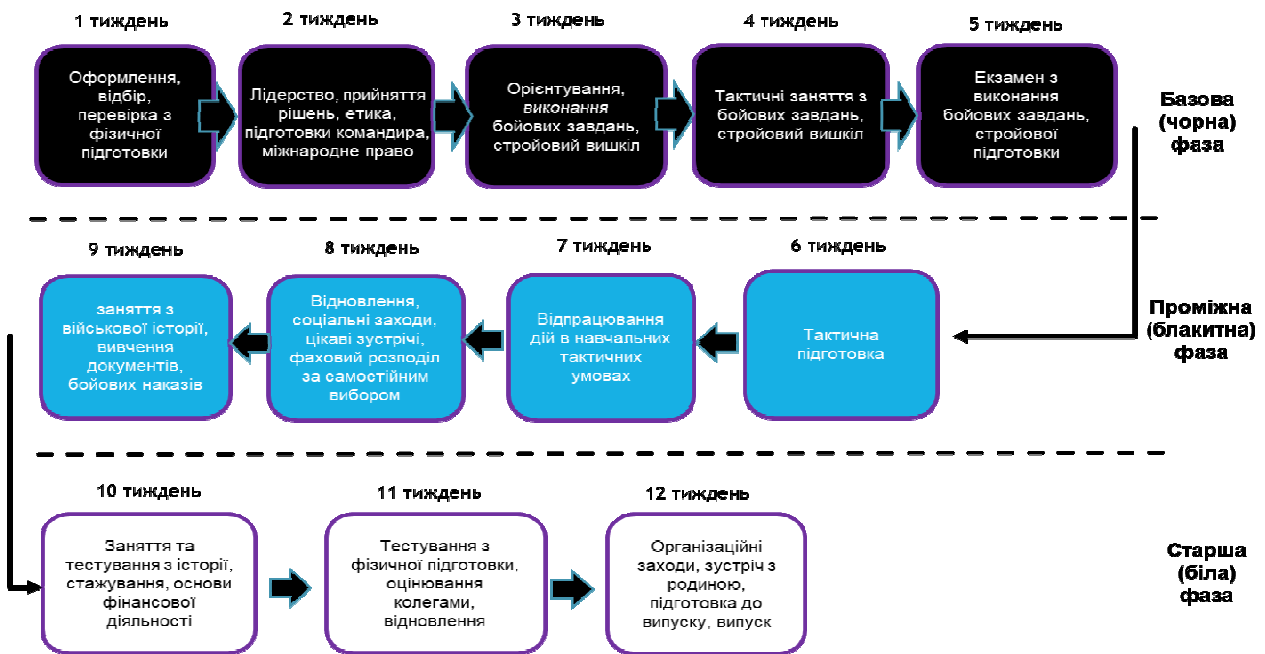 1 тиждень
2 тиждень
3 тиждень
4 тиждень
5 тиждень
Оформлення,
відбір,
перевірка з
фізичної
підготовки
Лідерство, прийняття
рішень, етика,
підготовки командира,
міжнародне право
Орієнтування,
виконання
бойових завдань,
стройовий вишкіл
Тактичні заняття з
бойових завдань,
стройовий вишкіл
Екзамен з
виконання
бойових завдань,
стройової
підготовки
Базова
(чорна)
фаза
9 тиждень
8 тиждень
7 тиждень
6 тиждень
заняття з
військової історії,
вивчення
документів,
бойових наказів
Відновлення,
соціальні заходи,
цікаві зустрічі,
фаховий розподіл
за самостійним
вибором
Відпрацювання
дій в навчальних
тактичних
умовах
Тактична
підготовка
Проміжна
(блакитна)
фаза
10 тиждень
11 тиждень
12 тиждень
Заняття та
тестування з історії,
стажування, основи
фінансової
діяльності
Тестування з
фізичної підготовки,
оцінювання
колегами,
відновлення
Організаційні
заходи, зустріч з
родиною,
підготовка до
випуску, випуск
Старша
(біла)
фаза